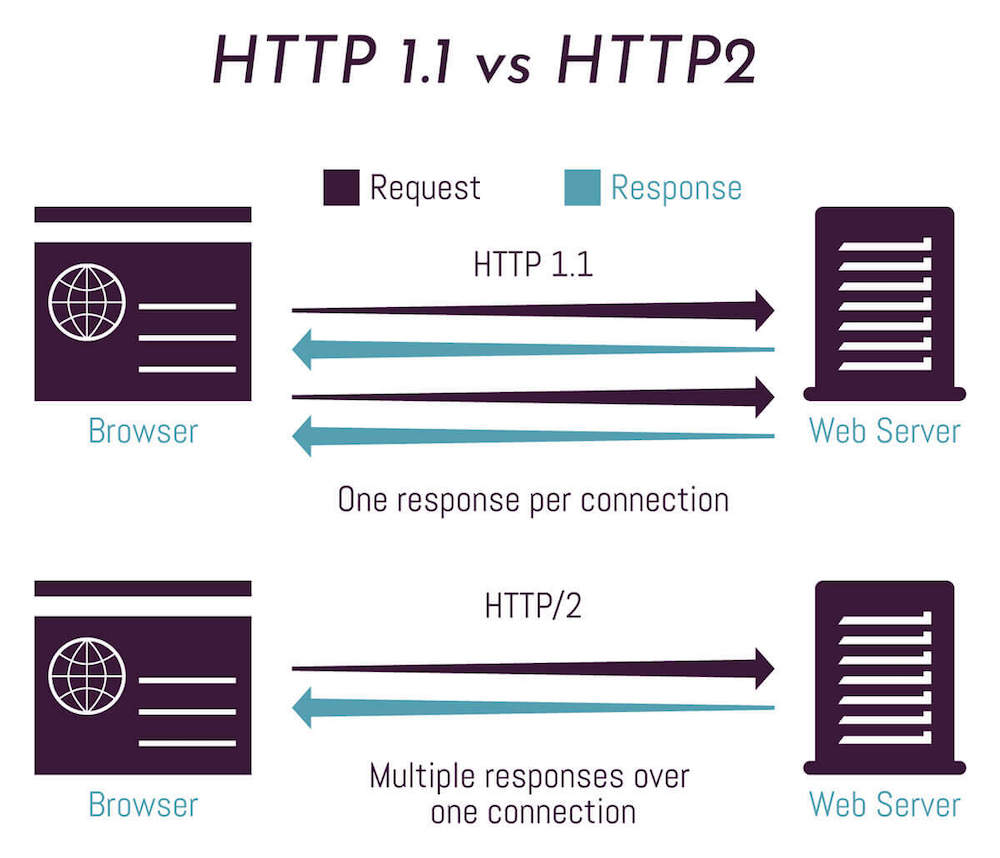 HTTP 1.1 vs HTTP2
Request
Response
HTTP 1.1
Browser
Web Server
One response per connection
HTTP/2
Multiple responses over
one connection
Browser
Web Server